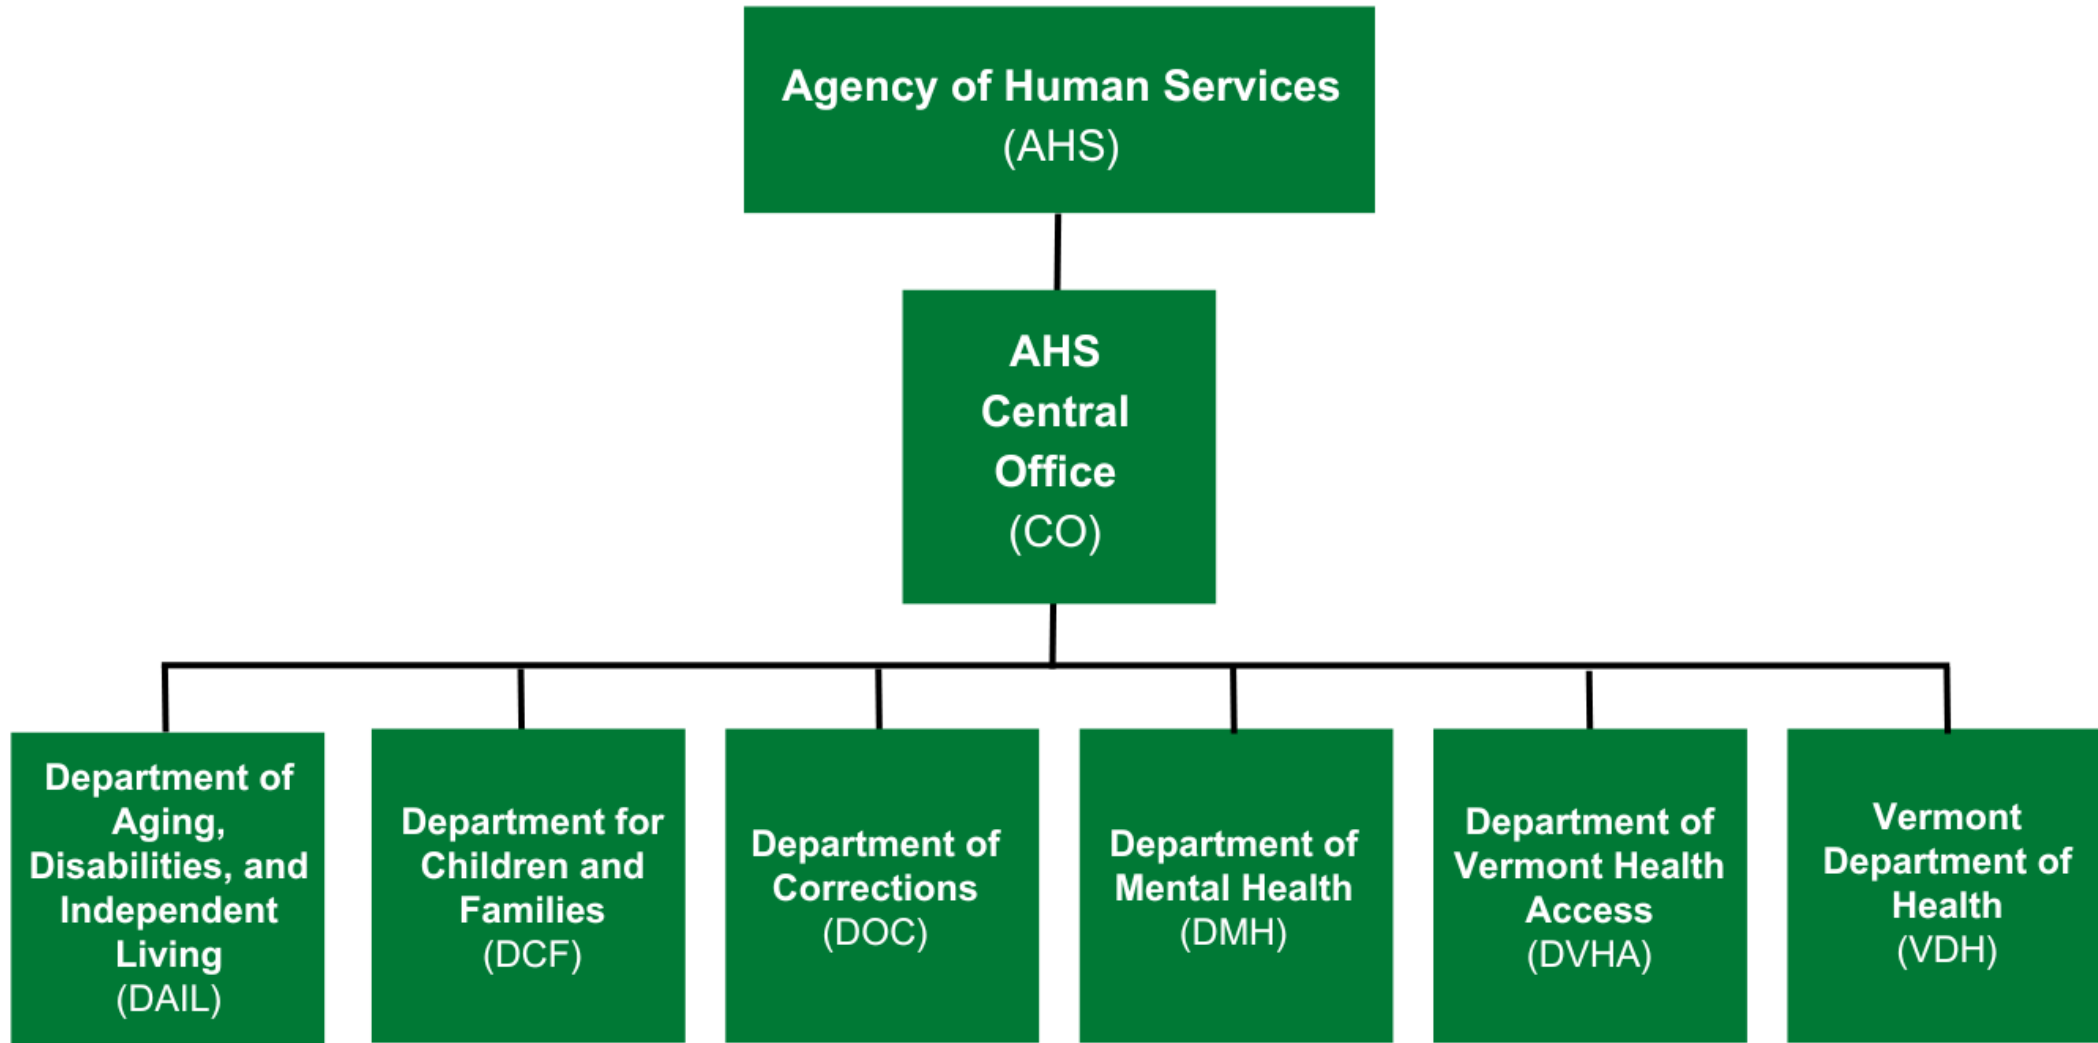 Agency of Human Services
(AHS)
AHS
Central
Office
(CO)
Department of
Aging,
Disabilities, and
Independent
Living
(DAIL)
Department for
Children and
Families
(DCF)
Department of
Corrections
(DOC)
Department of
Mental Health
(DMH)
Department of
Vermont Health
Access
(DVHA)
Vermont
Department of
Health
(VDH)